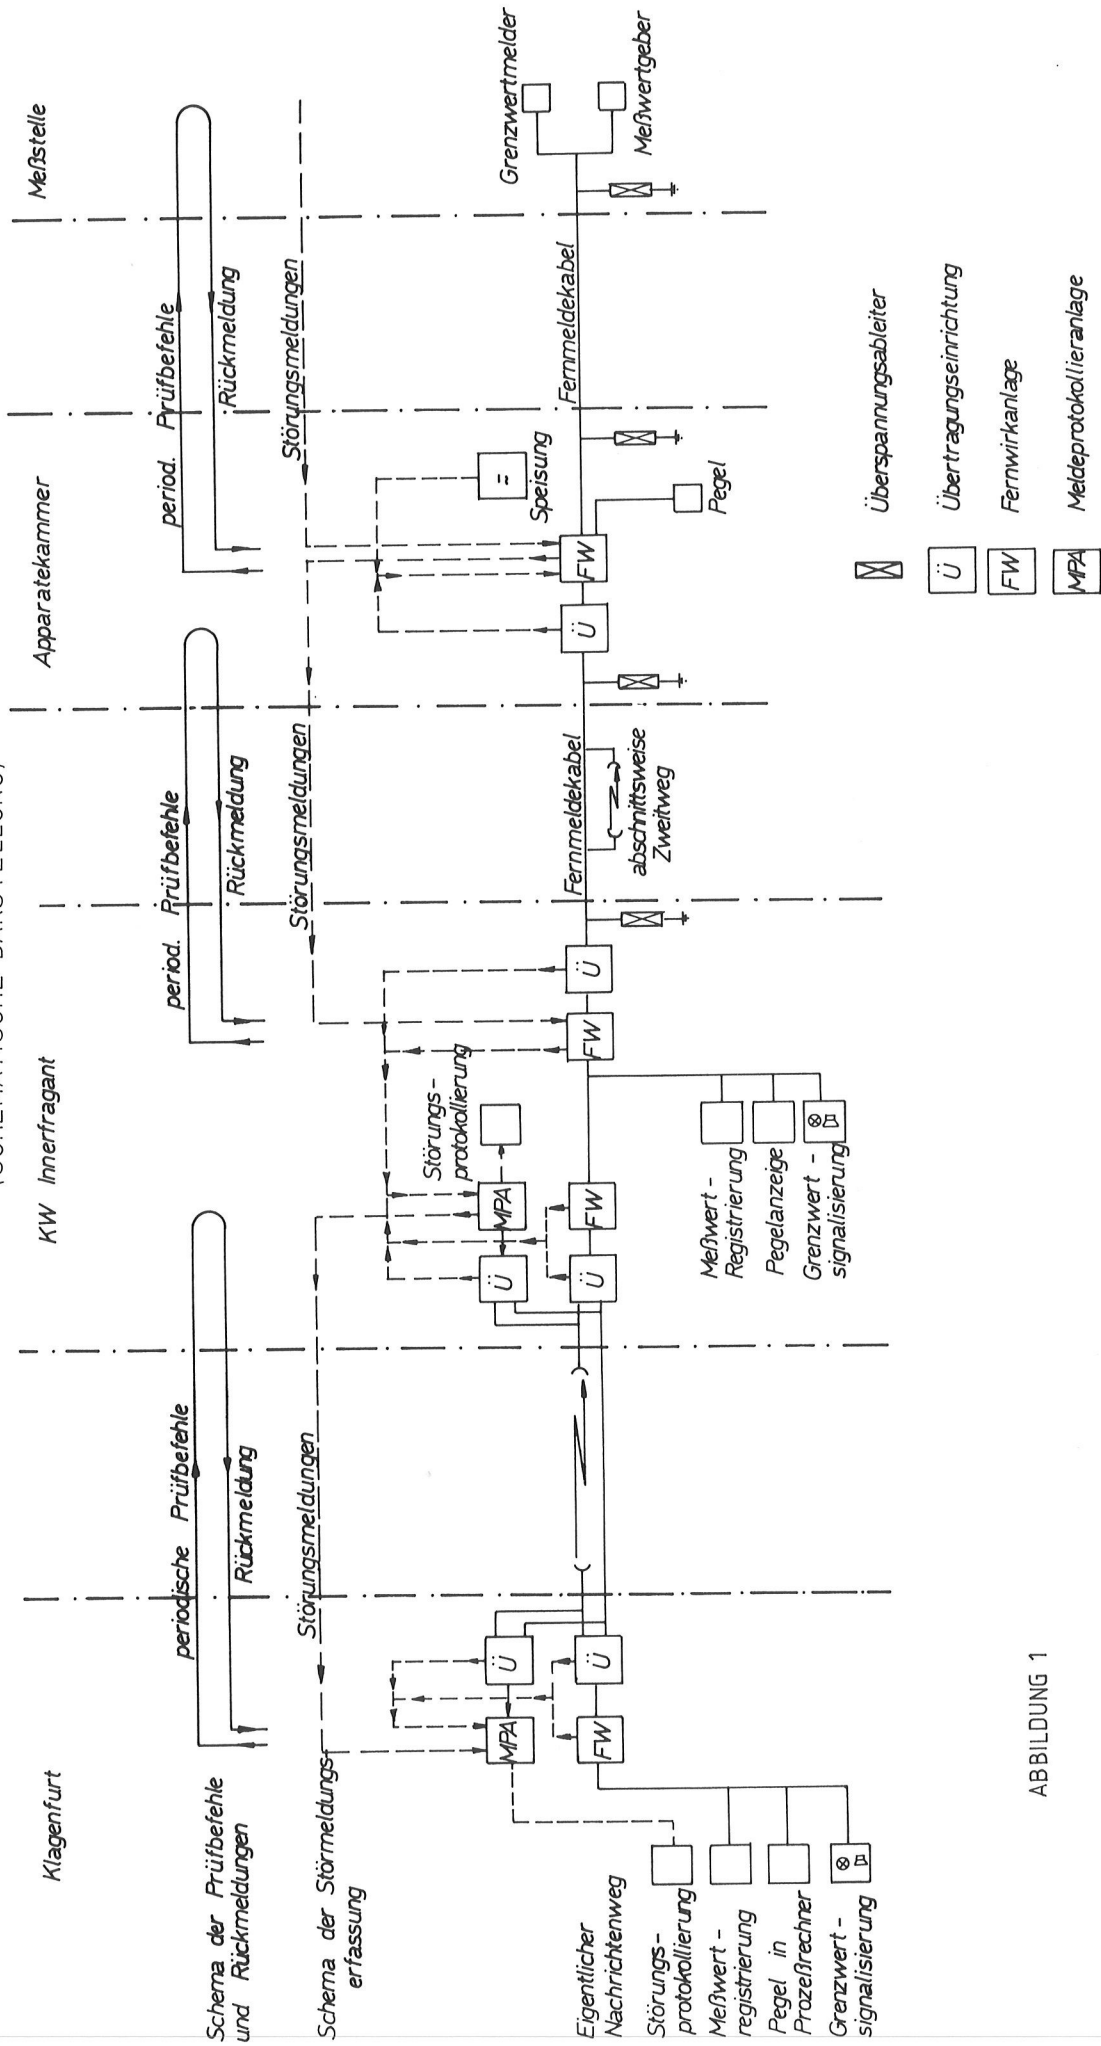 Klagenfurt
KW Innerfragant
Apparatekammer
Meßstelle
Schema der Prüfbefehle
und Rückmeldungen
periodische Prüfbefehle
Rückmeldung
period. Prüfbefehle
Rückmeldung
period. Prüfbefehle
Rückmeldung
Schema der Störmeldungs-
erfassung
Störungsmeldungen
Störungsmeldungen
Störungsmeldungen
Störungs-
protokollierung
MPA
Ü
Ü
MPA
Speisung
=
Grenzwertmelder
Meßwertgeber
Eigentlicher
Nachrichtenweg
FW
Ü
Ü
FW
FW
Ü
Fernmeldekabel
Ü
FW
Fernmeldekabel
abschnittsweise
Zweitweg
Pegel
Störungs-
protokollierung
Meßwert-
registrierung
Pegel in
Prozeßrechner
Grenzwert-
signalisierung
Meßwert-
Registrierung
Pegelanzeige
Grenzwert-
signalisierung
Überspannungsableiter
Ü
Übertragungseinrichtung
FW
Fernwirkanlage
MPA
Meldeprotokollieranlage
ABBILDUNG 1